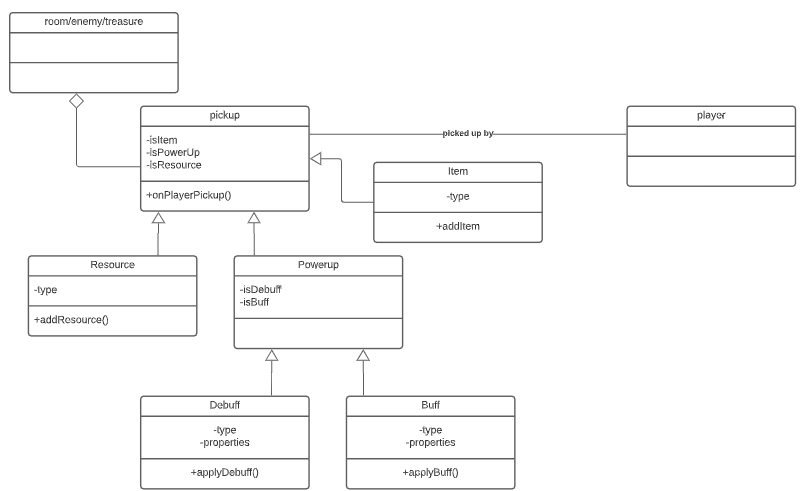 room/enemy/treasure
pickup
-isItem
-isPowerUp
-isResource
+onPlayerPickup()
picked up by
player
Item
-type
+addItem
Resource
-type
+addResource()
Powerup
-isDebuff
-isBuff
Debuff
-type
-properties
+applyDebuff()
Buff
-type
-properties
+applyBuff()